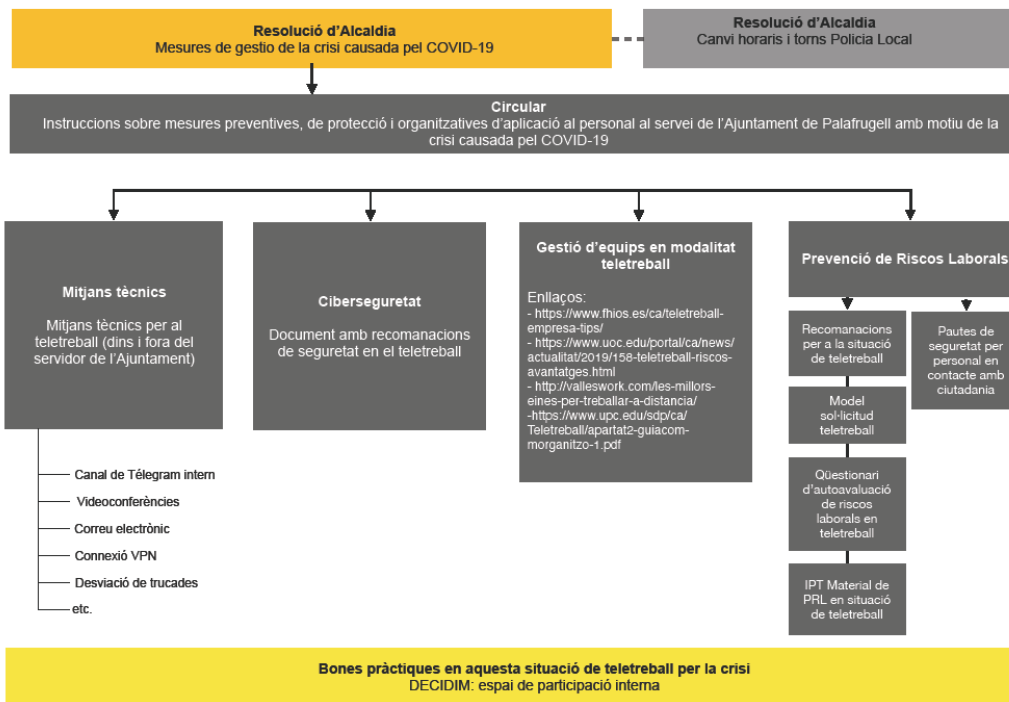 Resolució d'Alcaldia
Mesures de gestio de la crisi causada pel COVID-19
Resolució d'Alcaldia
Canvi horaris i torns Policia Local
Circular
Instruccions sobre mesures preventives, de protecció i organitzatives d'aplicació al personal al servei de l'Ajuntament de Palafrugell amb motiu de la
crisi causada pel COVID-19
Mitjans tècnics
Mitjans tècnics per al
teletreball (dins i fora del
servidor de l'Ajuntament)
Canal de Télegram intern
Videoconferències
Correu electrònic
Connexió VPN
Desviació de trucades
etc.
Ciberseguretat
Document amb recomanacions
de seguretat en el teletreball
Gestió d'equips en modalitat
teletreball
Enllaços:
- https://www.fhios.es/ca/teletreball-
empresa-tips/
- https://www.uoc.edu/portal/ca/news/
actualitat/2019/158-teletreball-riscos-
avantatges.html
- http://valleswork.com/les-millors-
eines-per-treballar-a-distancia/
-https://www.upc.edu/sdp/ca/
Teletreball/apartat2-guiacom-
morganitzo-1.pdf
Prevenció de Riscos Laborals
Recomanacions
per a la situació
de teletreball
Model
sol·licitud
teletreball
Qüestionari
d'autoavaluació
de riscos
laborals en
teletreball
IPT Material de
PRL en situació
de teletreball
Pautes de
seguretat per
personal en
contacte amb
ciutadania
Bones pràctiques en aquesta situació de teletreball per la crisi
DECIDIM: espai de participació interna